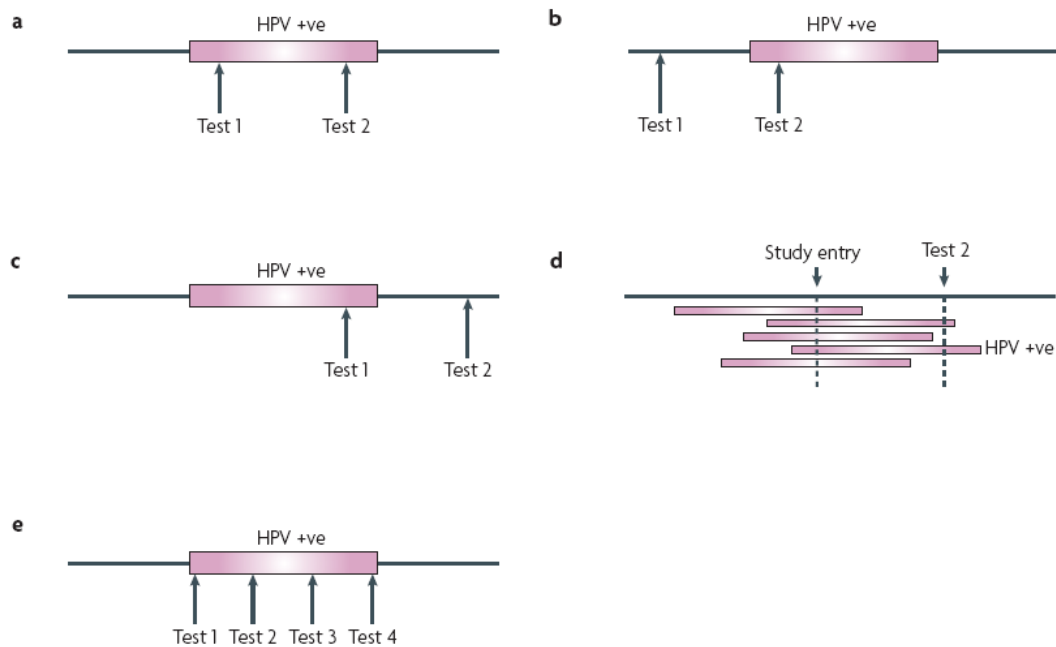 a
HPV +ve
Test 1 Test 2
b
HPV +ve
Test 1 Test 2
c
HPV +ve
Test 1 Test 2
d
Study entry Test 2
HPV +ve
e
HPV +ve
Test 1 Test 2 Test 3 Test 4